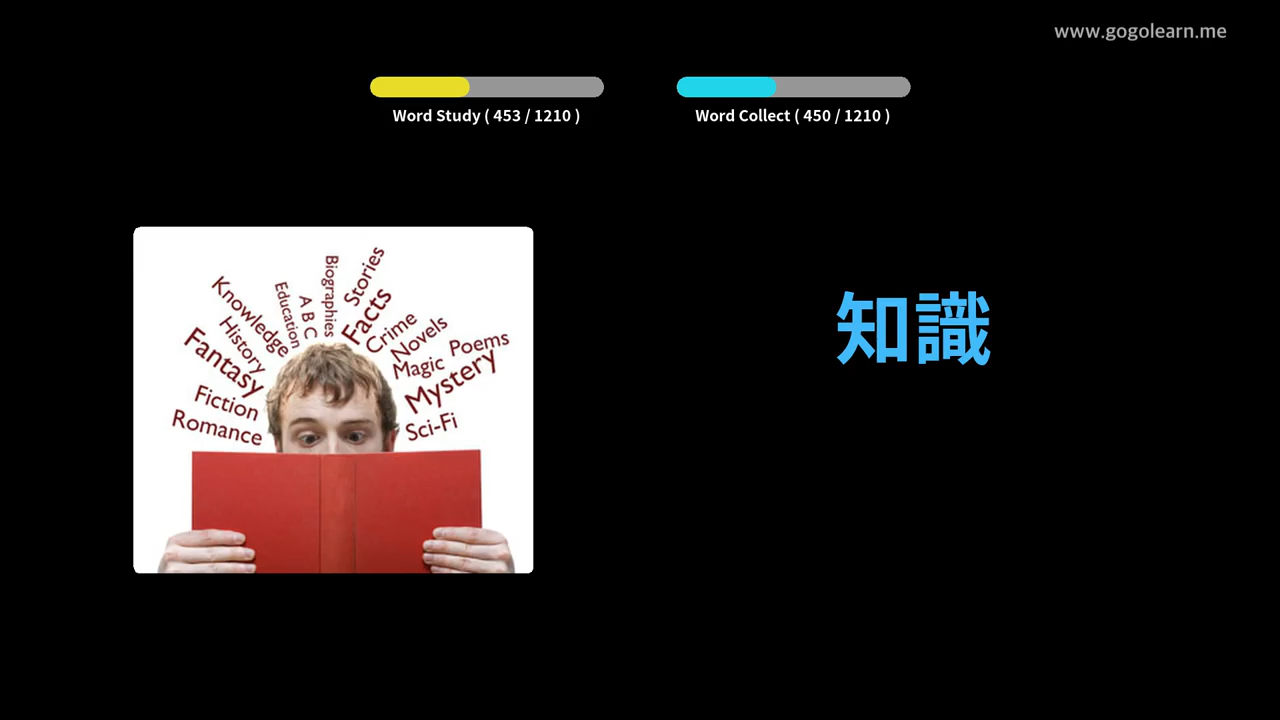 www.gogolearn.me
Word Study ( 453 / 1210 )
Word Collect ( 450 / 1210 )
Romance
Fiction
Fantasy
History
Knowledge
Education
A B C
Biographies
Stories
Facts
Crime
Novels
Magic
Poems
Mystery
Sci-Fi
知識